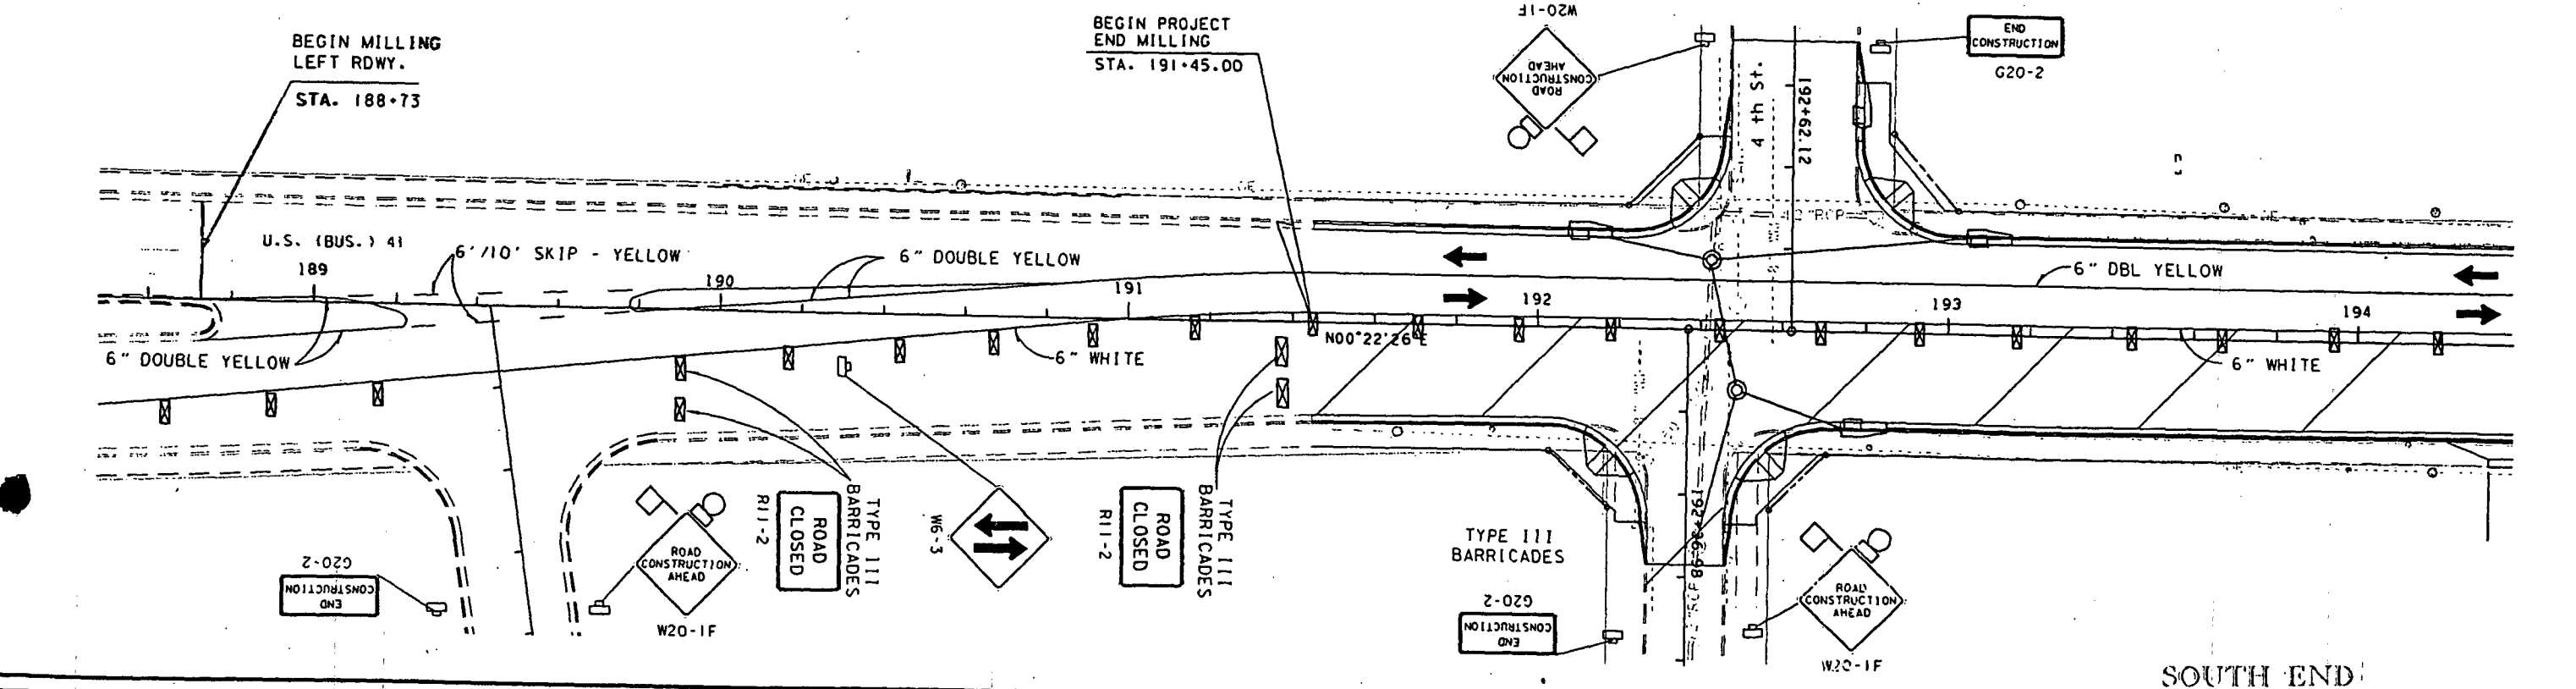 BEGIN MILLING
LEFT RDWY.
STA. 188+73
BEGIN PROJECT
END MILLING
STA. 191+45.00
W20-1F
ROAD
CONSTRUCTION
AHEAD
END
CONSTRUCTION
G20-2
4 th St.
192+62.12
U.S. (BUS.) 41
6'/10' SKIP - YELLOW
6" DOUBLE YELLOW
6" DBL YELLOW
189
190
191
192
193
194
6" DOUBLE YELLOW
6" WHITE
N00°22'26"E
6" WHITE
G20-2
END
CONSTRUCTION
ROAD
CONSTRUCTION
AHEAD
W20-1F
ROAD
CLOSED
R11-2
TYPE III
BARRICADES
W6-3
ROAD
CLOSED
R11-2
TYPE III
BARRICADES
TYPE III
BARRICADES
G20-2
END
CONSTRUCTION
192+36.98
ROAD
CONSTRUCTION
AHEAD
W20-1F
SOUTH END